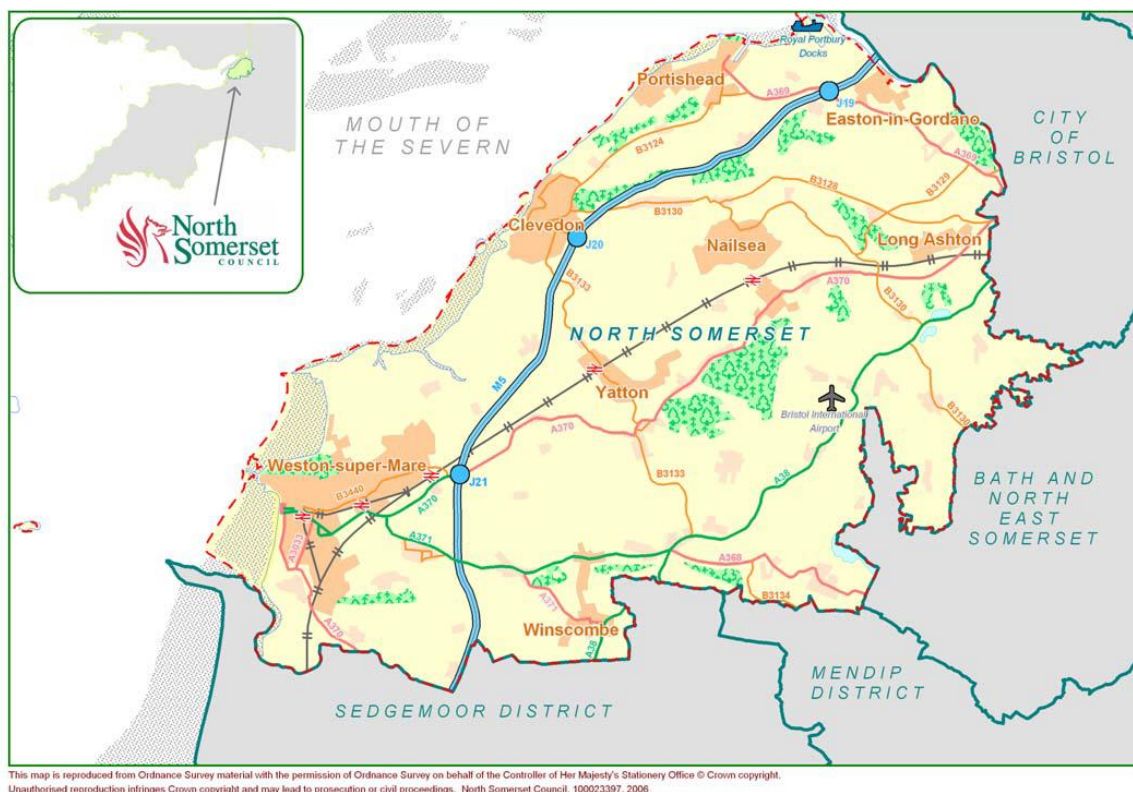 North
Somerset
COUNCIL
MOUTH OF
THE SEVERN
Royal Portbury
Docks
Portishead
A369
J19
Easton-in-Gordano
CITY
OF
BRISTOL
B3124
A369
B3129
B3128
B3130
Clevedon
J20
Nailsea
Long Ashton
B3133
A370
B3130
NORTH SOMERSET
M5
Yatton
Bristol International
Airport
B3130
A370
Weston-super-Mare
B3440
J21
A370
B3133
A38
BATH AND
NORTH
EAST
SOMERSET
A371
A3033
A368
A371
B3134
A370
Winscombe
A38
MENDIP
DISTRICT
SEDGEMOOR DISTRICT
This map is reproduced from Ordnance Survey material with the permission of Ordnance Survey on behalf of the Controller of Her Majesty's Stationery Office © Crown copyright.
Unauthorised reproduction infringes Crown copyright and may lead to prosecution or civil proceedings. North Somerset Council, 100023397, 2006